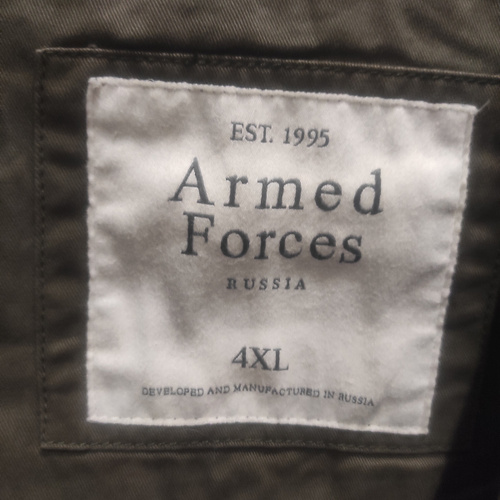 EST. 1995
Armed
Forces
RUSSIA
4XL
DEVELOPED AND MANUFACTURED IN RUSSIA